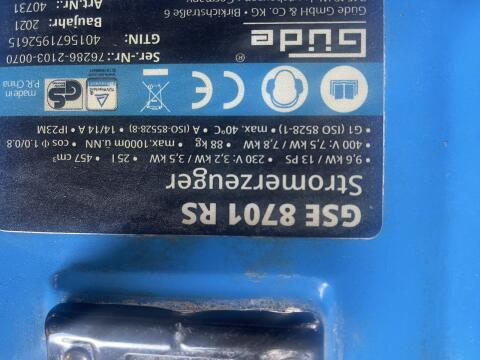 Güde GmbH & Co. KG •
Birkichstraße 6
Güde®
Art.Nr.: 40731
Baujahr: 2021
GTIN: 4015671952615
Ser.-Nr.: 76286-2103-0070
made in
P.R. China
GS
CE
GSE 8701 RS
Stromerzeuger
9,6 kW / 13 PS • 457 cm³ • 25 l
230 V: 3,2 kW / 3,5 kW
400 V: 7,5 kW / 7,8 kW • cos φ 1.0/0.8
88 kg • max. 1000m ü.NN
G1 (ISO 8528-1) • max. 40°C • A (ISO-8528-8) • 14/14 A • IP23M